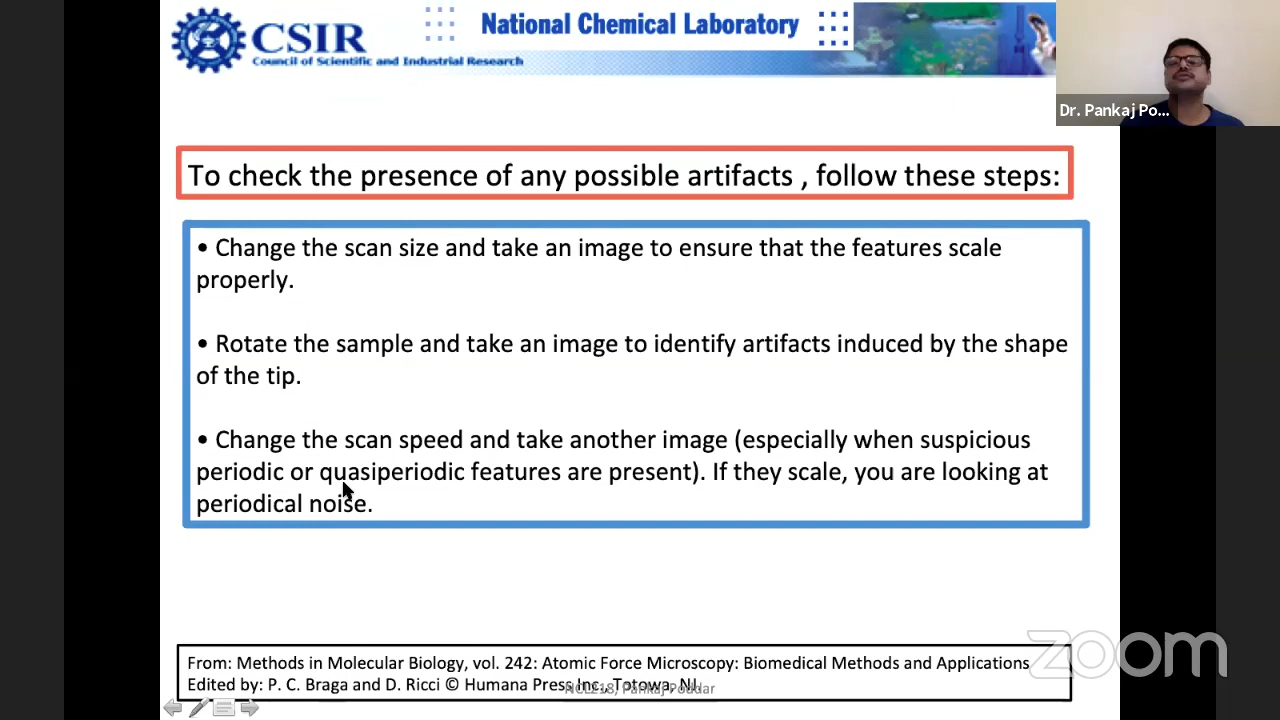 CSIR
Council of Scientific and Industrial Research
National Chemical Laboratory
Dr. Pankaj Po...
To check the presence of any possible artifacts , follow these steps:
• Change the scan size and take an image to ensure that the features scale
properly.
• Rotate the sample and take an image to identify artifacts induced by the shape
of the tip.
• Change the scan speed and take another image (especially when suspicious
periodic or quasiperiodic features are present). If they scale, you are looking at
periodical noise.
zoom
From: Methods in Molecular Biology, vol. 242: Atomic Force Microscopy: Biomedical Methods and Applications
Edited by: P. C. Braga and D. Ricci © Humana Press Inc., Totowa, NJ
Pankaj Poddar